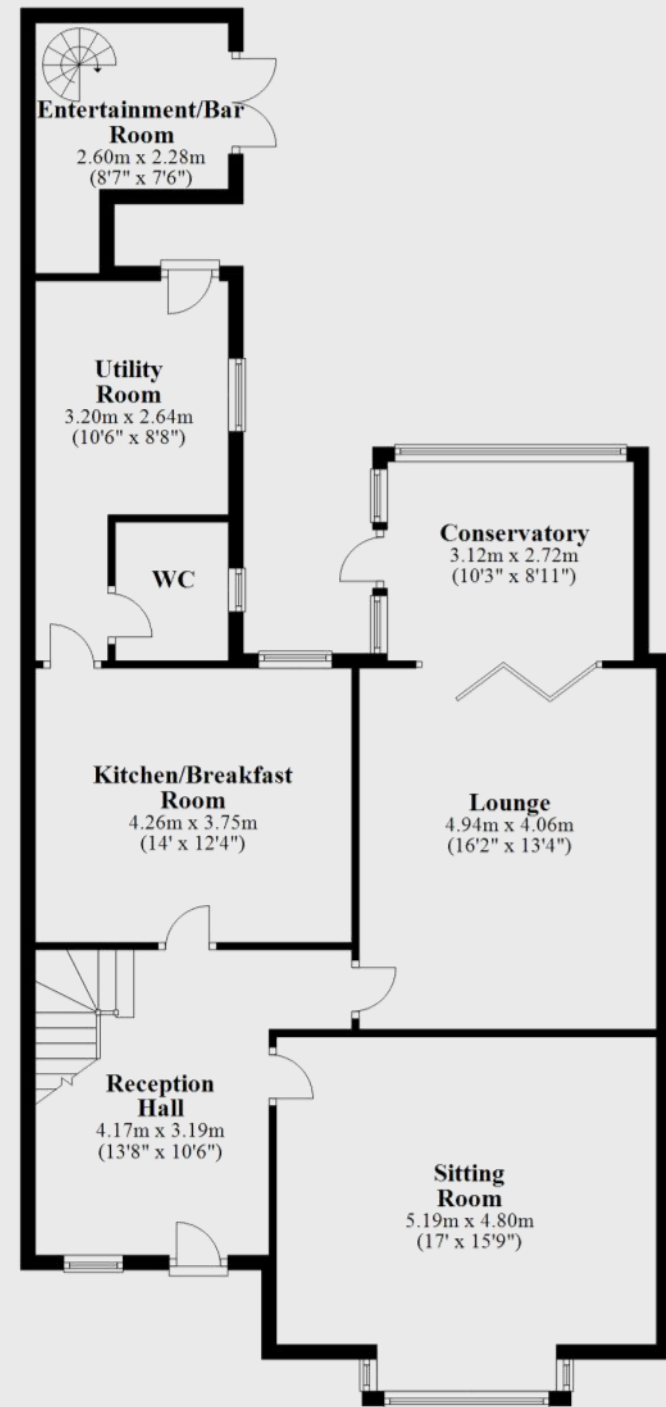 Entertainment/Bar
Room
2.60m x 2.28m
(8'7" x 7'6")
Utility
Room
3.20m x 2.64m
(10'6" x 8'8")
WC
Conservatory
3.12m x 2.72m
(10'3" x 8'11")
Kitchen/Breakfast
Room
4.26m x 3.75m
(14' x 12'4")
Lounge
4.94m x 4.06m
(16'2" x 13'4")
Reception
Hall
4.17m x 3.19m
(13'8" x 10'6")
Sitting
Room
5.19m x 4.80m
(17' x 15'9")